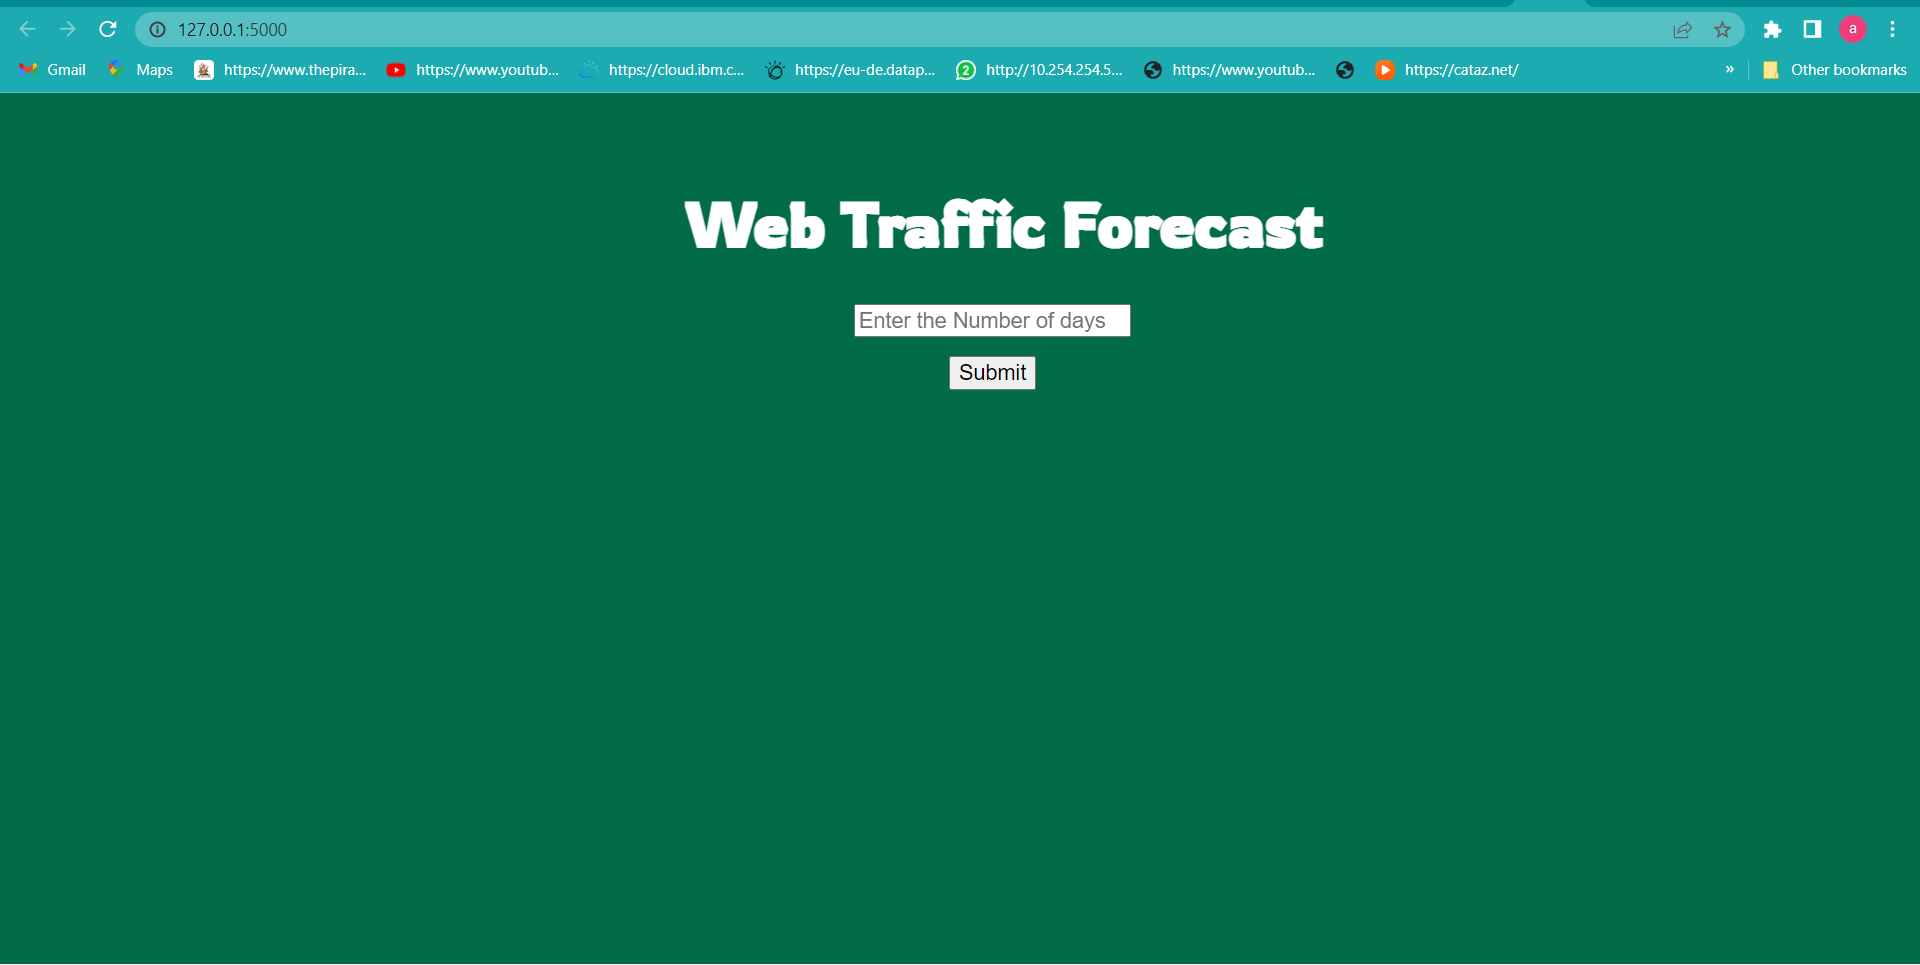 127.0.0.1:5000
a
Gmail Maps https://www.thepira... https://www.youtub... https://cloud.ibm.c... https://eu-de.datap... 2 http://10.254.254.5... https://www.youtub... https://cataz.net/ » Other bookmarks
Web Traffic Forecast
Enter the Number of days
Submit